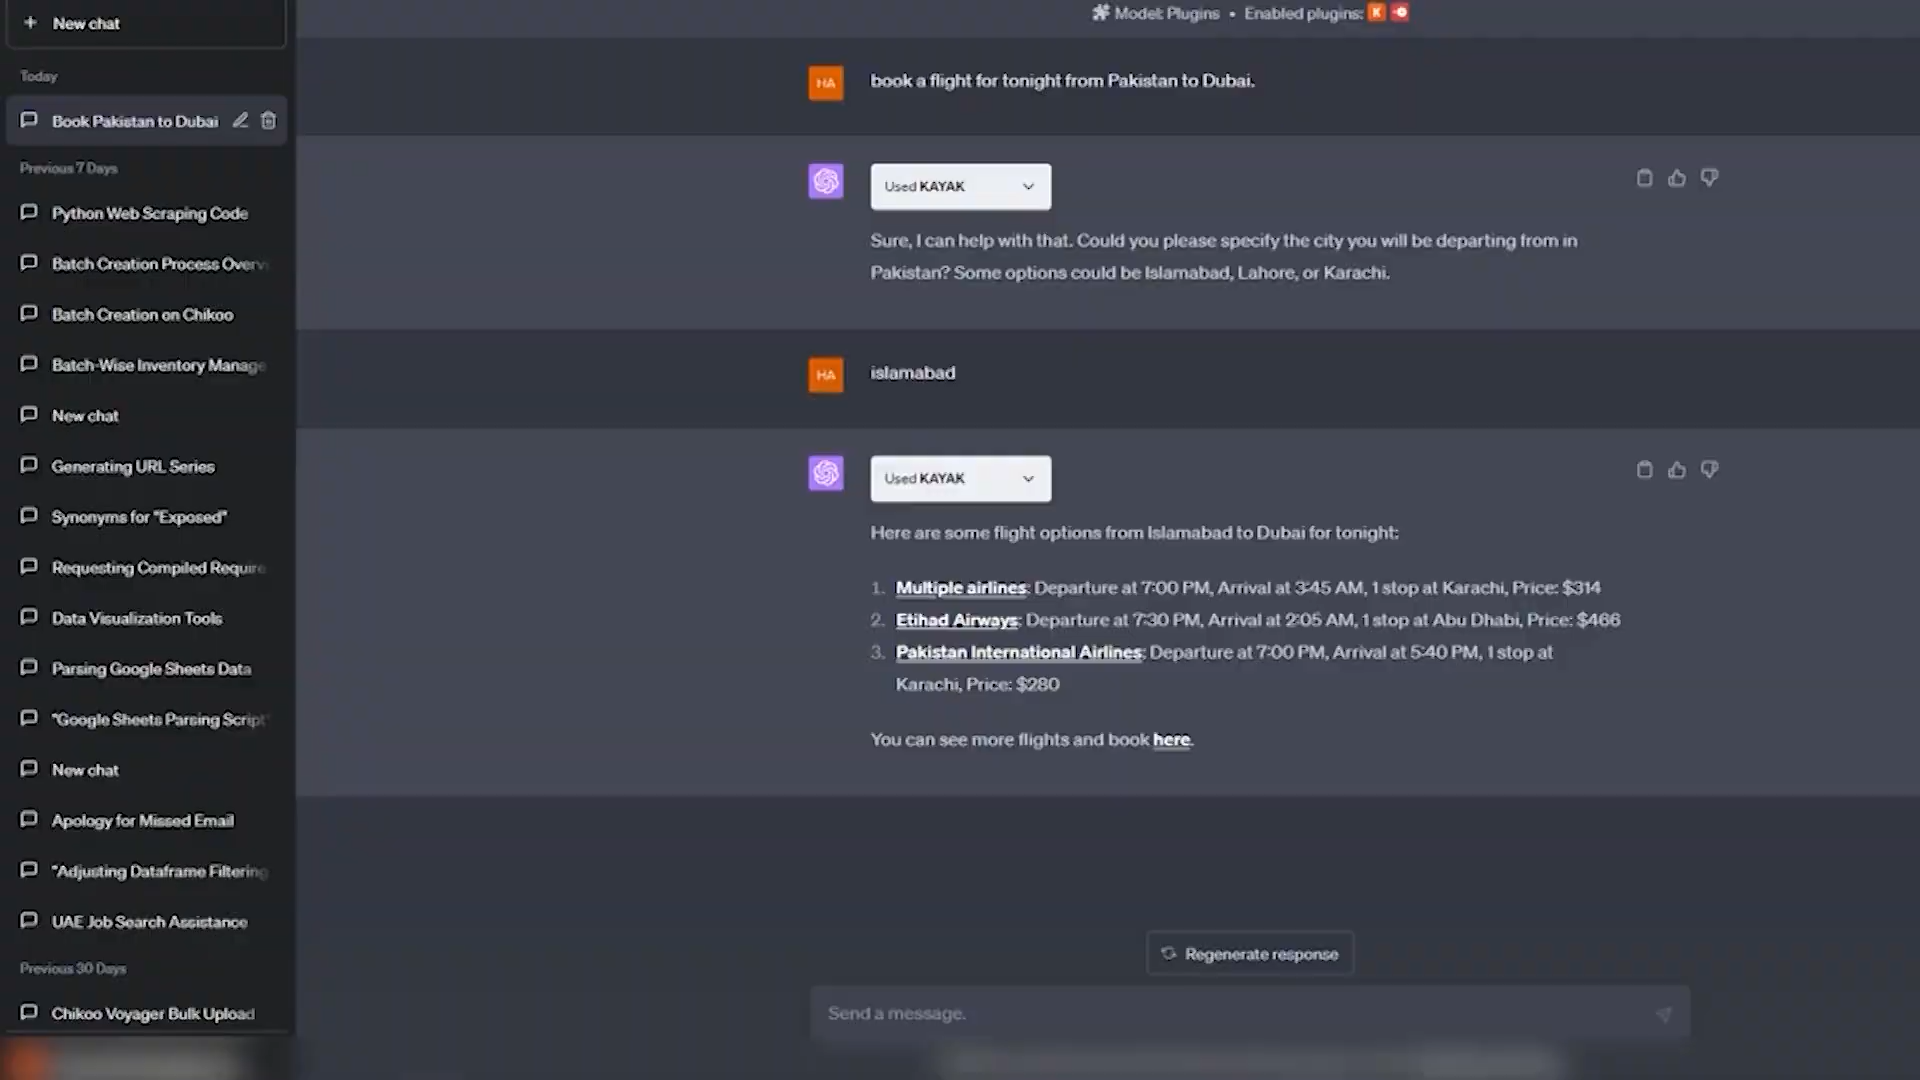 New chat
Today
Book Pakistan to Dubai
Previous 7 Days
Python Web Scraping Code
Batch Creation Process Overv
Batch Creation on Chikoo
Batch-Wise Inventory Manage
New chat
Generating URL Series
Synonyms for "Exposed"
Requesting Compiled Require
Data Visualization Tools
Parsing Google Sheets Data
"Google Sheets Parsing Script"
New chat
Apology for Missed Email
"Adjusting Dataframe Filtering
UAE Job Search Assistance
Previous 30 Days
Chikoo Voyager Bulk Upload
Model: Plugins • Enabled plugins: K
HA
book a flight for tonight from Pakistan to Dubai.
Used KAYAK
Sure, I can help with that. Could you please specify the city you will be departing from in
Pakistan? Some options could be Islamabad, Lahore, or Karachi.
HA
islamabad
Used KAYAK
Here are some flight options from Islamabad to Dubai for tonight:
1. Multiple airlines: Departure at 7:00 PM, Arrival at 3:45 AM, 1 stop at Karachi, Price: $314
2. Etihad Airways: Departure at 7:30 PM, Arrival at 2:05 AM, 1 stop at Abu Dhabi, Price: $466
3. Pakistan International Airlines: Departure at 7:00 PM, Arrival at 5:40 PM, 1 stop at
Karachi, Price: $280
You can see more flights and book here.
Regenerate response
Send a message.